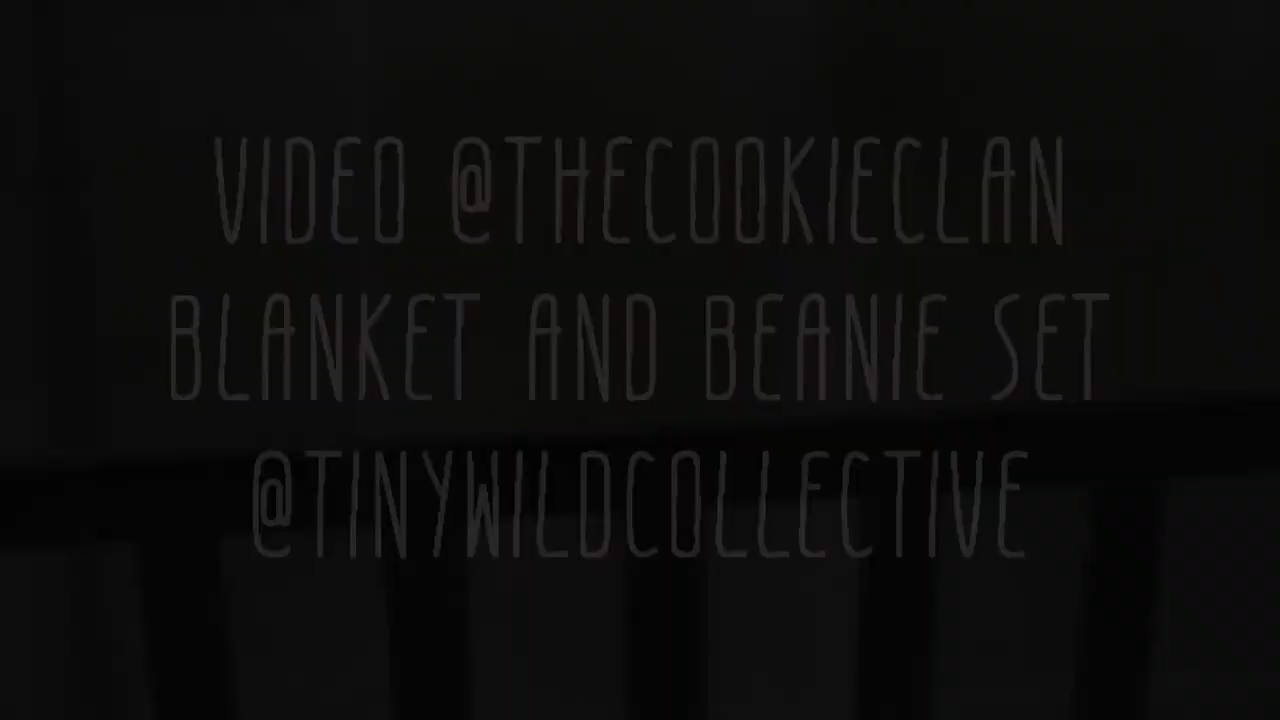 VIDEO @THECOOKIECLAN
BLANKET AND BEANIE SET
@TINYWILDCOLLECTIVE